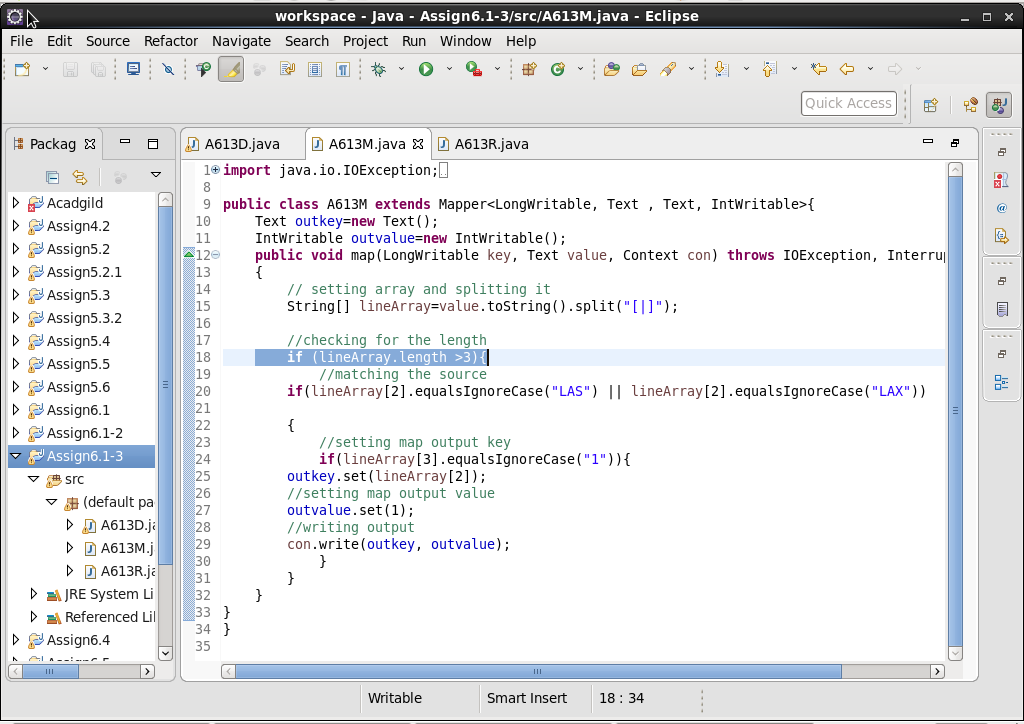 workspace - Java - Assign6.1-3/src/A613M.java - Eclipse
File Edit Source Refactor Navigate Search Project Run Window Help
Quick Access
Packag
A613D.java A613M.java A613R.java
Acadgild
Assign4.2
Assign5.2
Assign5.2.1
Assign5.3
Assign5.3.2
Assign5.4
Assign5.5
Assign5.6
Assign6.1
Assign6.1-2
Assign6.1-3
src
(default pa
A613D.ja
A613M.j
A613R.ja
JRE System Li
Referenced Li
Assign6.4
1 import java.io.IOException;
8
9 public class A613M extends Mapper<LongWritable, Text , Text, IntWritable>{
10 Text outkey=new Text();
11 IntWritable outvalue=new IntWritable();
12 public void map(LongWritable key, Text value, Context con) throws IOException, Interru
13 {
14 // setting array and splitting it
15 String[] lineArray=value.toString().split("[|]");
16
17 //checking for the length
18 if (lineArray.length >3){
19 //matching the source
20 if(lineArray[2].equalsIgnoreCase("LAS") || lineArray[2].equalsIgnoreCase("LAX"))
21
22 {
23 //setting map output key
24 if(lineArray[3].equalsIgnoreCase("1")){
25 outkey.set(lineArray[2]);
26 //setting map output value
27 outvalue.set(1);
28 //writing output
29 con.write(outkey, outvalue);
30 }
31 }
32 }
33 }
34 }
35
Writable Smart Insert 18 : 34